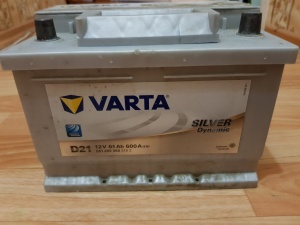 VARTA
SILVER
Dynamic
D21 12V 61Ah 600A